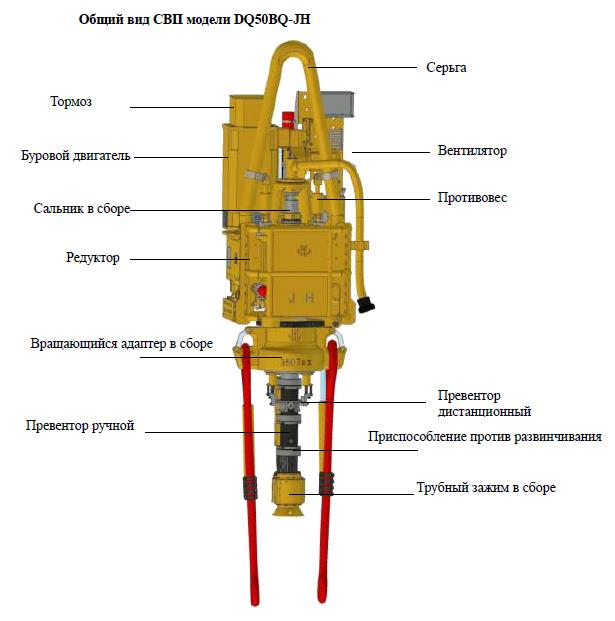 Общий вид СВП модели DQ50BQ-JH
Серьга
Тормоз
Вентилятор
Буровой двигатель
Противовес
Сальник в сборе
Редуктор
J H
Вращающийся адаптер в сборе
Превентор
дистанционный
Превентор ручной
Приспособление против развинчивания
Трубный зажим в сборе